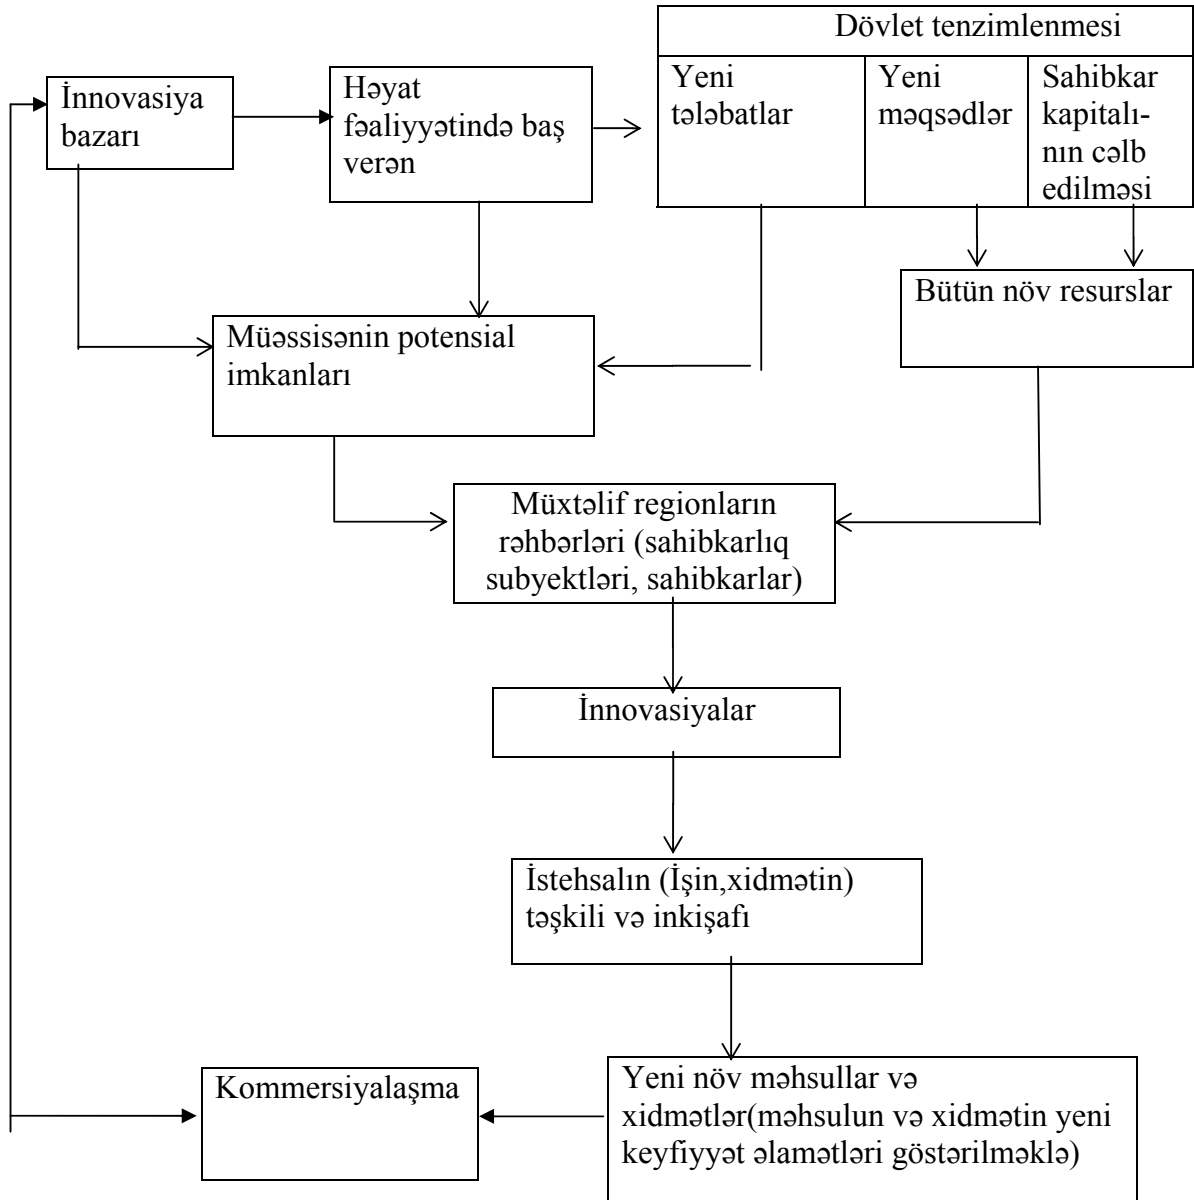 Dövlet tenzimlenmesi
İnnovasiya
bazarı
Həyat
fəaliyyətində baş
verən
Yeni
tələbatlar
Yeni
məqsədlər
Sahibkar
kapitalı-
nın cəlb
edilməsi
Bütün növ resurslar
Müəssisənin potensial
imkanları
Müxtəlif regionların
rəhbərləri (sahibkarlıq
subyektləri, sahibkarlar)
İnnovasiyalar
İstehsalın (İşin,xidmətin)
təşkili və inkişafı
Kommersiyalaşma
Yeni növ məhsullar və
xidmətlər(məhsulun və xidmətin yeni
keyfiyyət əlamətləri göstərilməklə)